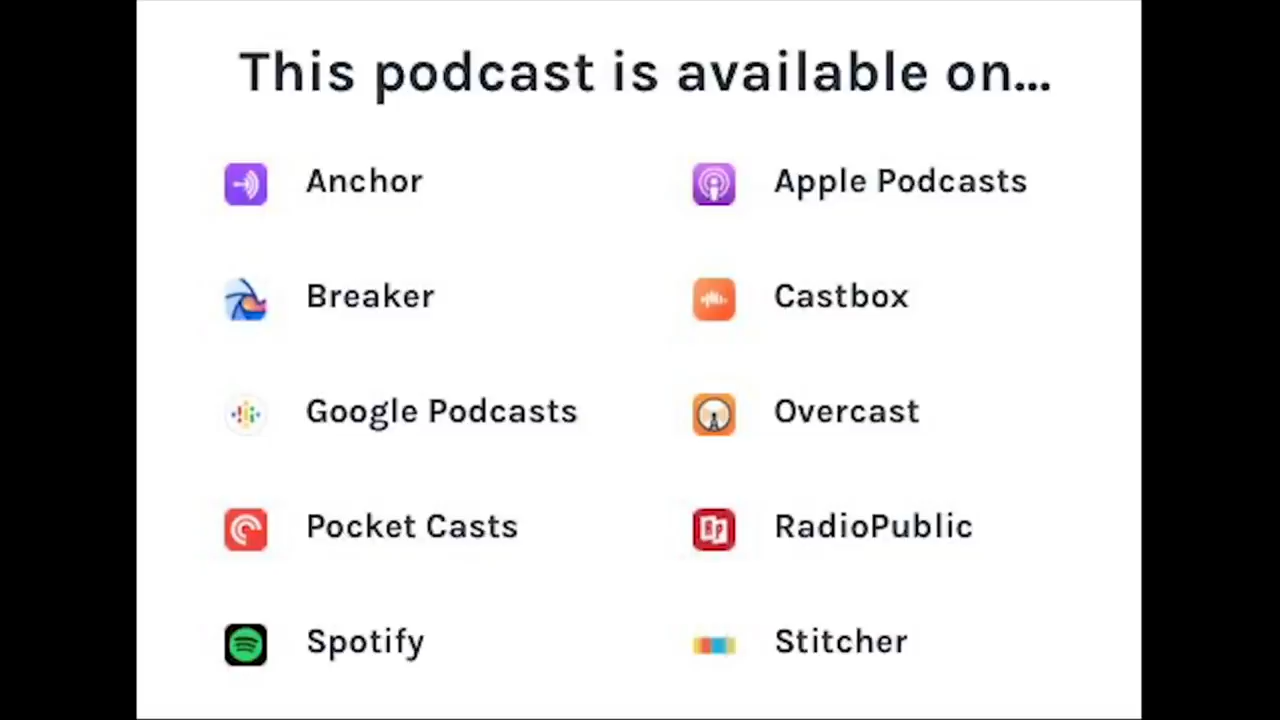 This podcast is available on...
Anchor
Apple Podcasts
Breaker
Castbox
Google Podcasts
Overcast
Pocket Casts
RadioPublic
Spotify
Stitcher